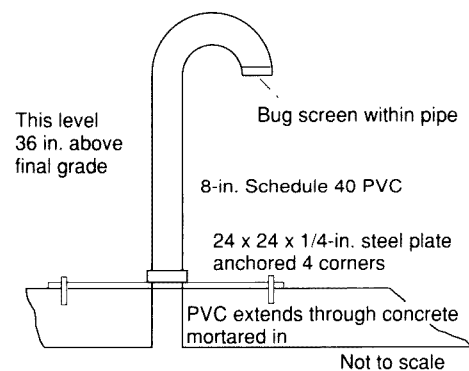 Bug screen within pipe
This level
36 in. above
final grade
8-in. Schedule 40 PVC
24 x 24 x 1/4-in. steel plate
anchored 4 corners
PVC extends through concrete
mortared in
Not to scale